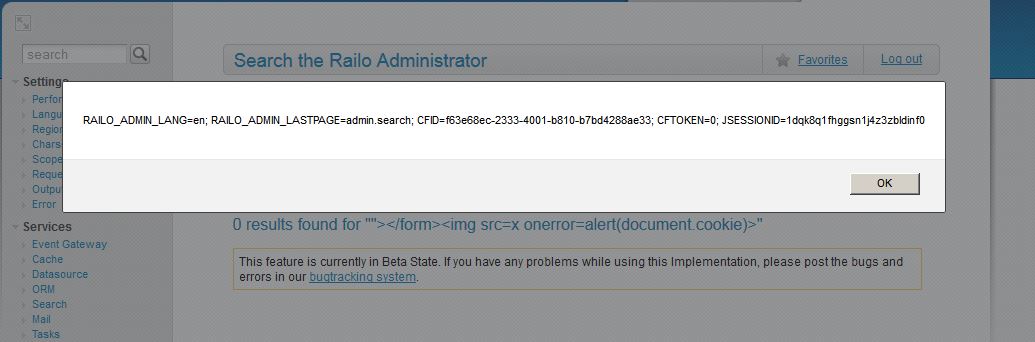 search
Search the Railo Administrator
Favorites
Log out
Settings
Perfor
Langu
Region
Chars
Scope
Reque
Output
Error
RAILO_ADMIN_LANG=en; RAILO_ADMIN_LASTPAGE=admin.search; CFID=f63e68ec-2333-4001-b810-b7bd4288ae33; CFTOKEN=0; JSESSIONID=1dqk8q1fhggsn1j4z3zbldinf0
OK
Services
Event Gateway
Cache
Datasource
ORM
Search
Mail
Tasks
0 results found for ""></form><img src=x onerror=alert(document.cookie)>"
This feature is currently in Beta State. If you have any problems while using this Implementation, please post the bugs and
errors in our bugtracking system.